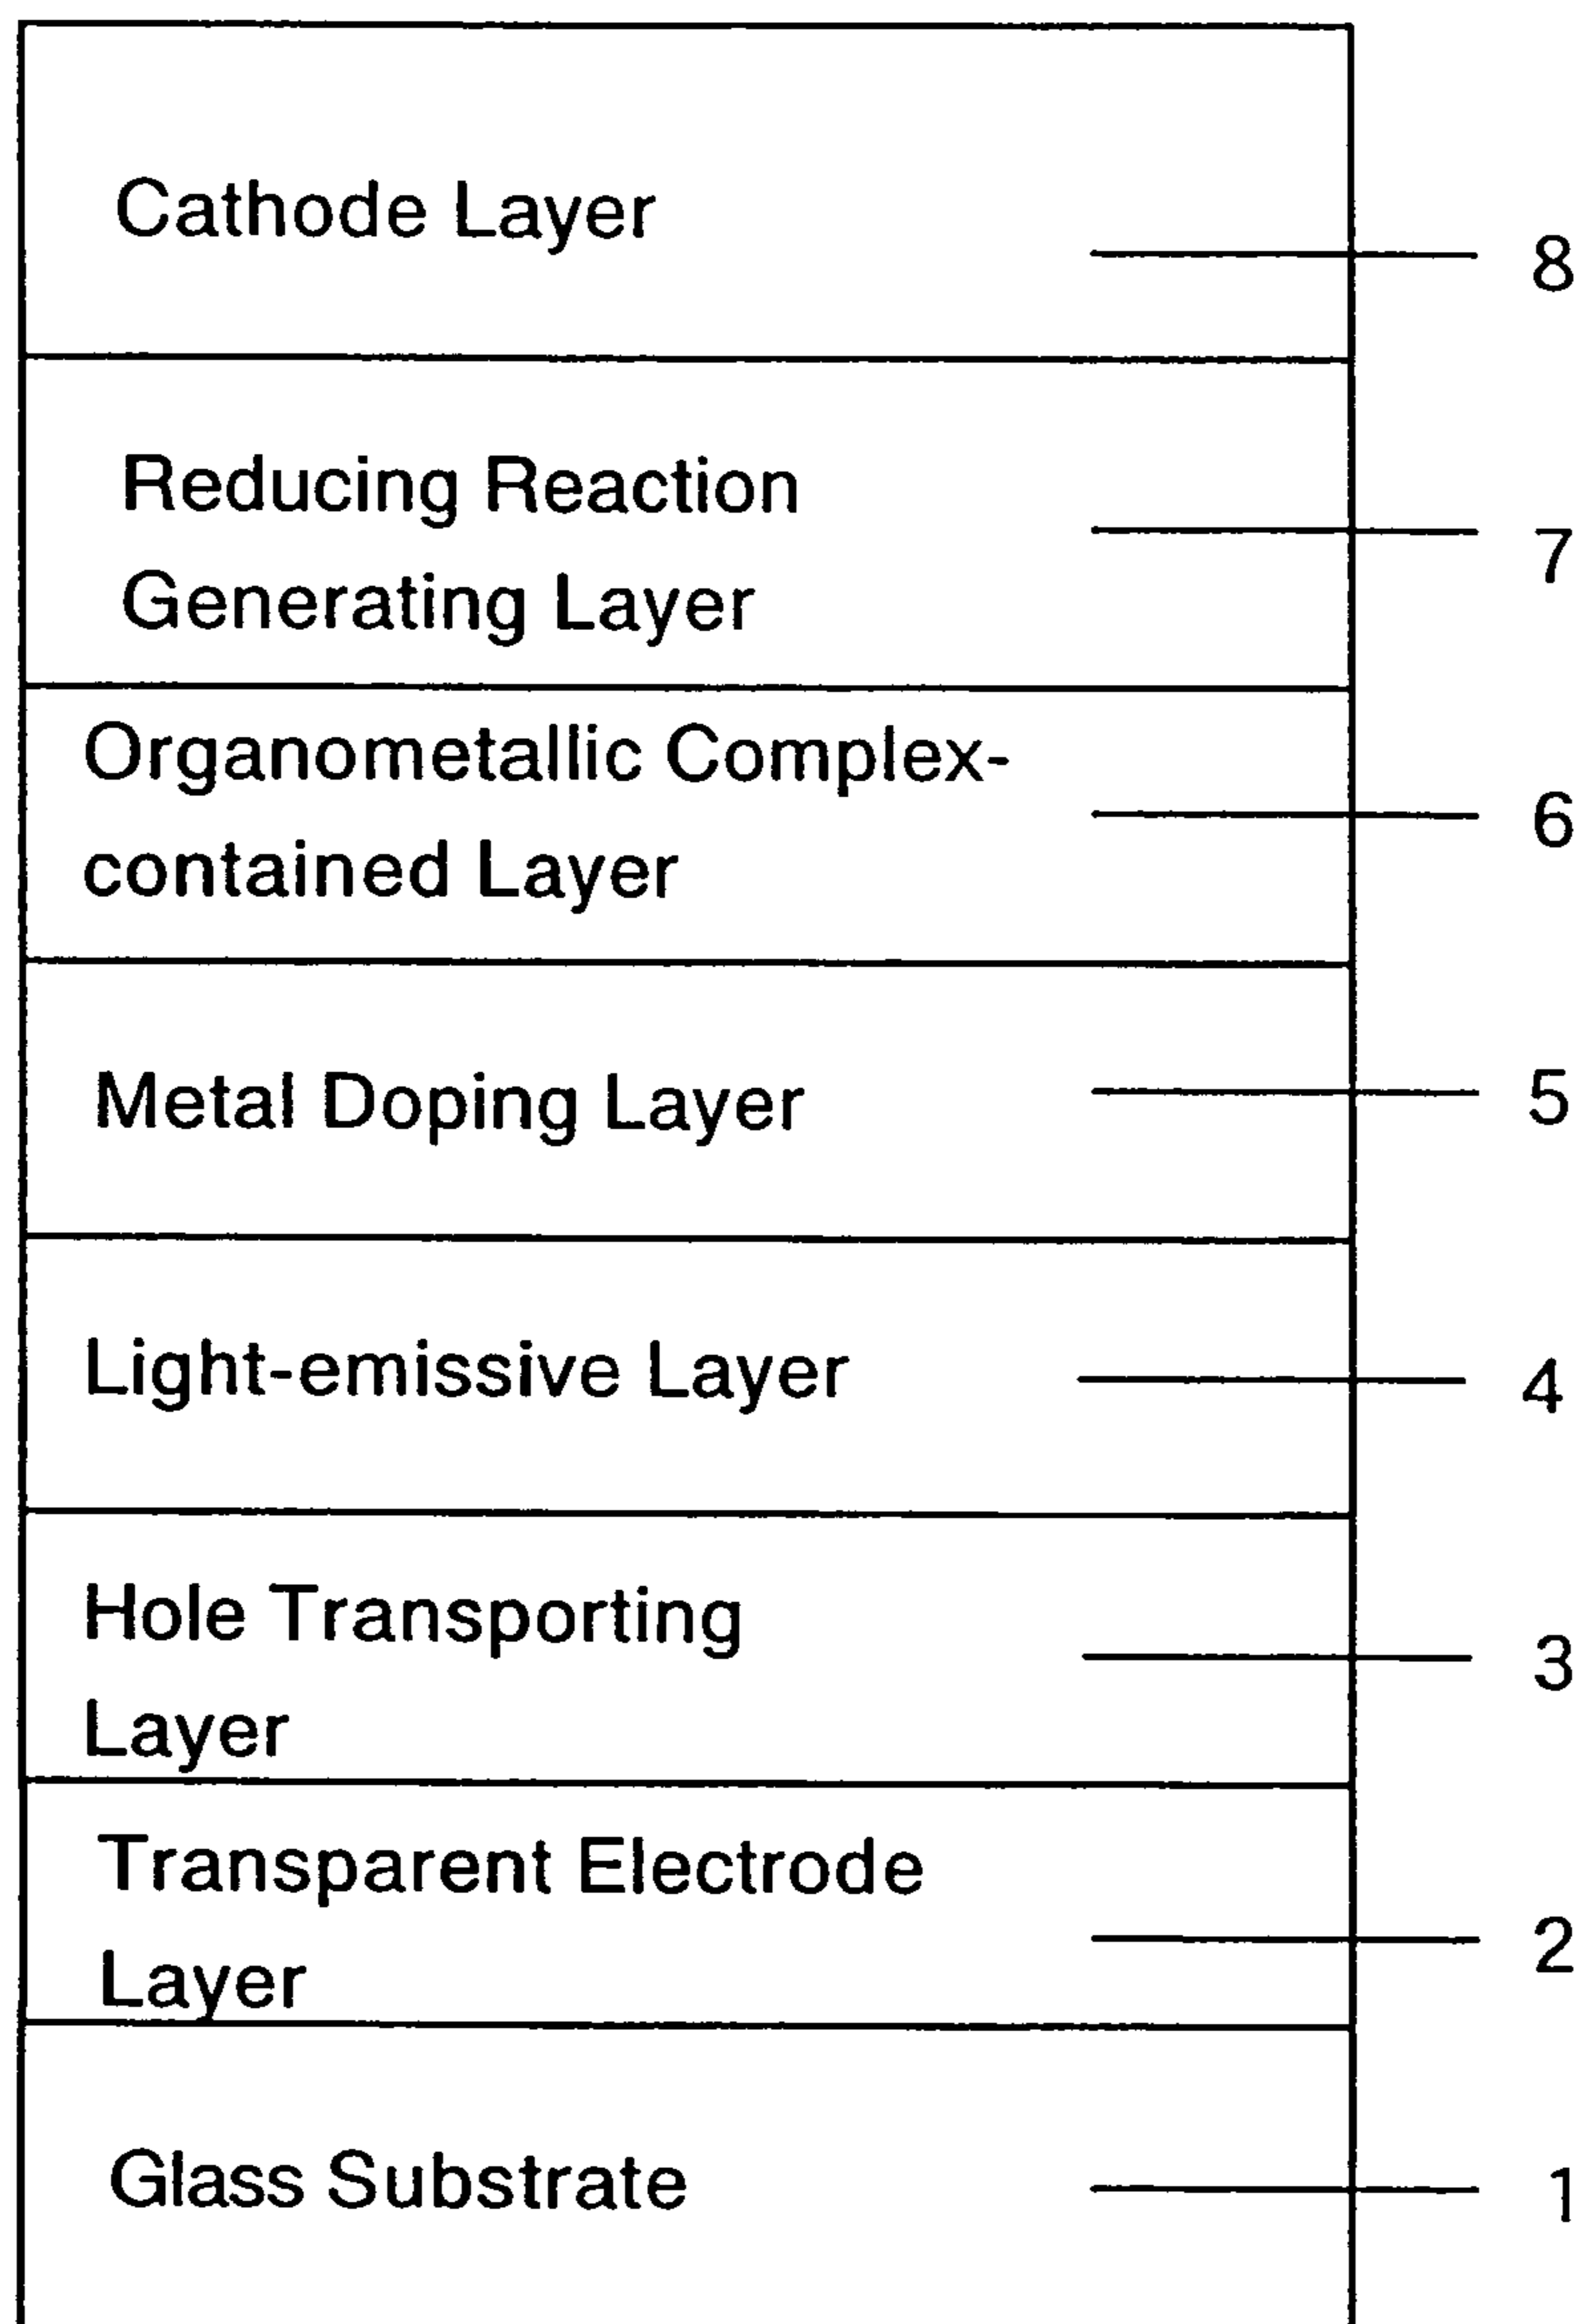 Cathode Layer
8
Reducing Reaction
7
Generating Layer
Organometallic Complex-
6
contained Layer
Metal Doping Layer
5
Light-emissive Layer
4
Hole Transporting
3
Layer
Transparent Electrode
2
Layer
Glass Substrate
1